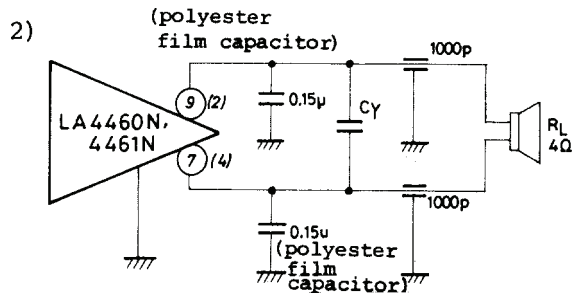 2)
(polyester
film capacitor)
1000p
9 (2)
0.15μ
CY
LA4460N,
4461N
RL
4Ω
7 (4)
1000p
0.15u
(polyester
film
capacitor)